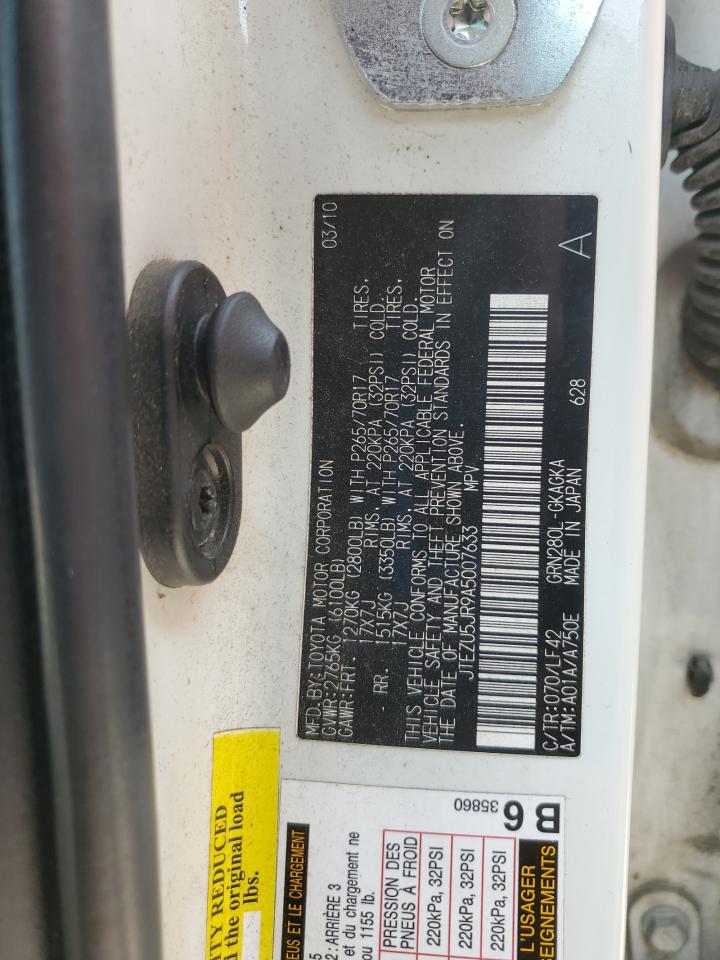 MFD.BY:TOYOTA MOTOR CORPORATION 03/10
GVWR:2765KG (6100LB)
GAWR:FRT. 1270KG (2800LB) WITH P265/70R17 TIRES,
17X7J RIMS, AT 220KPA (32PSI) COLD.
RR. 1515KG (3350LB) WITH P265/70R17 TIRES,
17X7J RIMS, AT 220KPA (32PSI) COLD.
THIS VEHICLE CONFORMS TO ALL APPLICABLE FEDERAL MOTOR
VEHICLE SAFETY AND THEFT PREVENTION STANDARDS IN EFFECT ON
THE DATE OF MANUFACTURE SHOWN ABOVE.
JTEZU5JR9A5007633 MPV
C/TR:070/LF42 GRN280L-GKAGKA 628
A/TM:A01A/A750E MADE IN JAPAN A
ITY REDUCED
d the original load
lbs.
B6
35860
EUS ET LE CHARGEMENT
5
2:ARRIÈRE 3
et du chargement ne
ou 1155 lb.
PRESSION DES
PNEUS À FROID
220kPa, 32PSI
220kPa, 32PSI
220kPa, 32PSI
L'USAGER
EIGNEMENTS